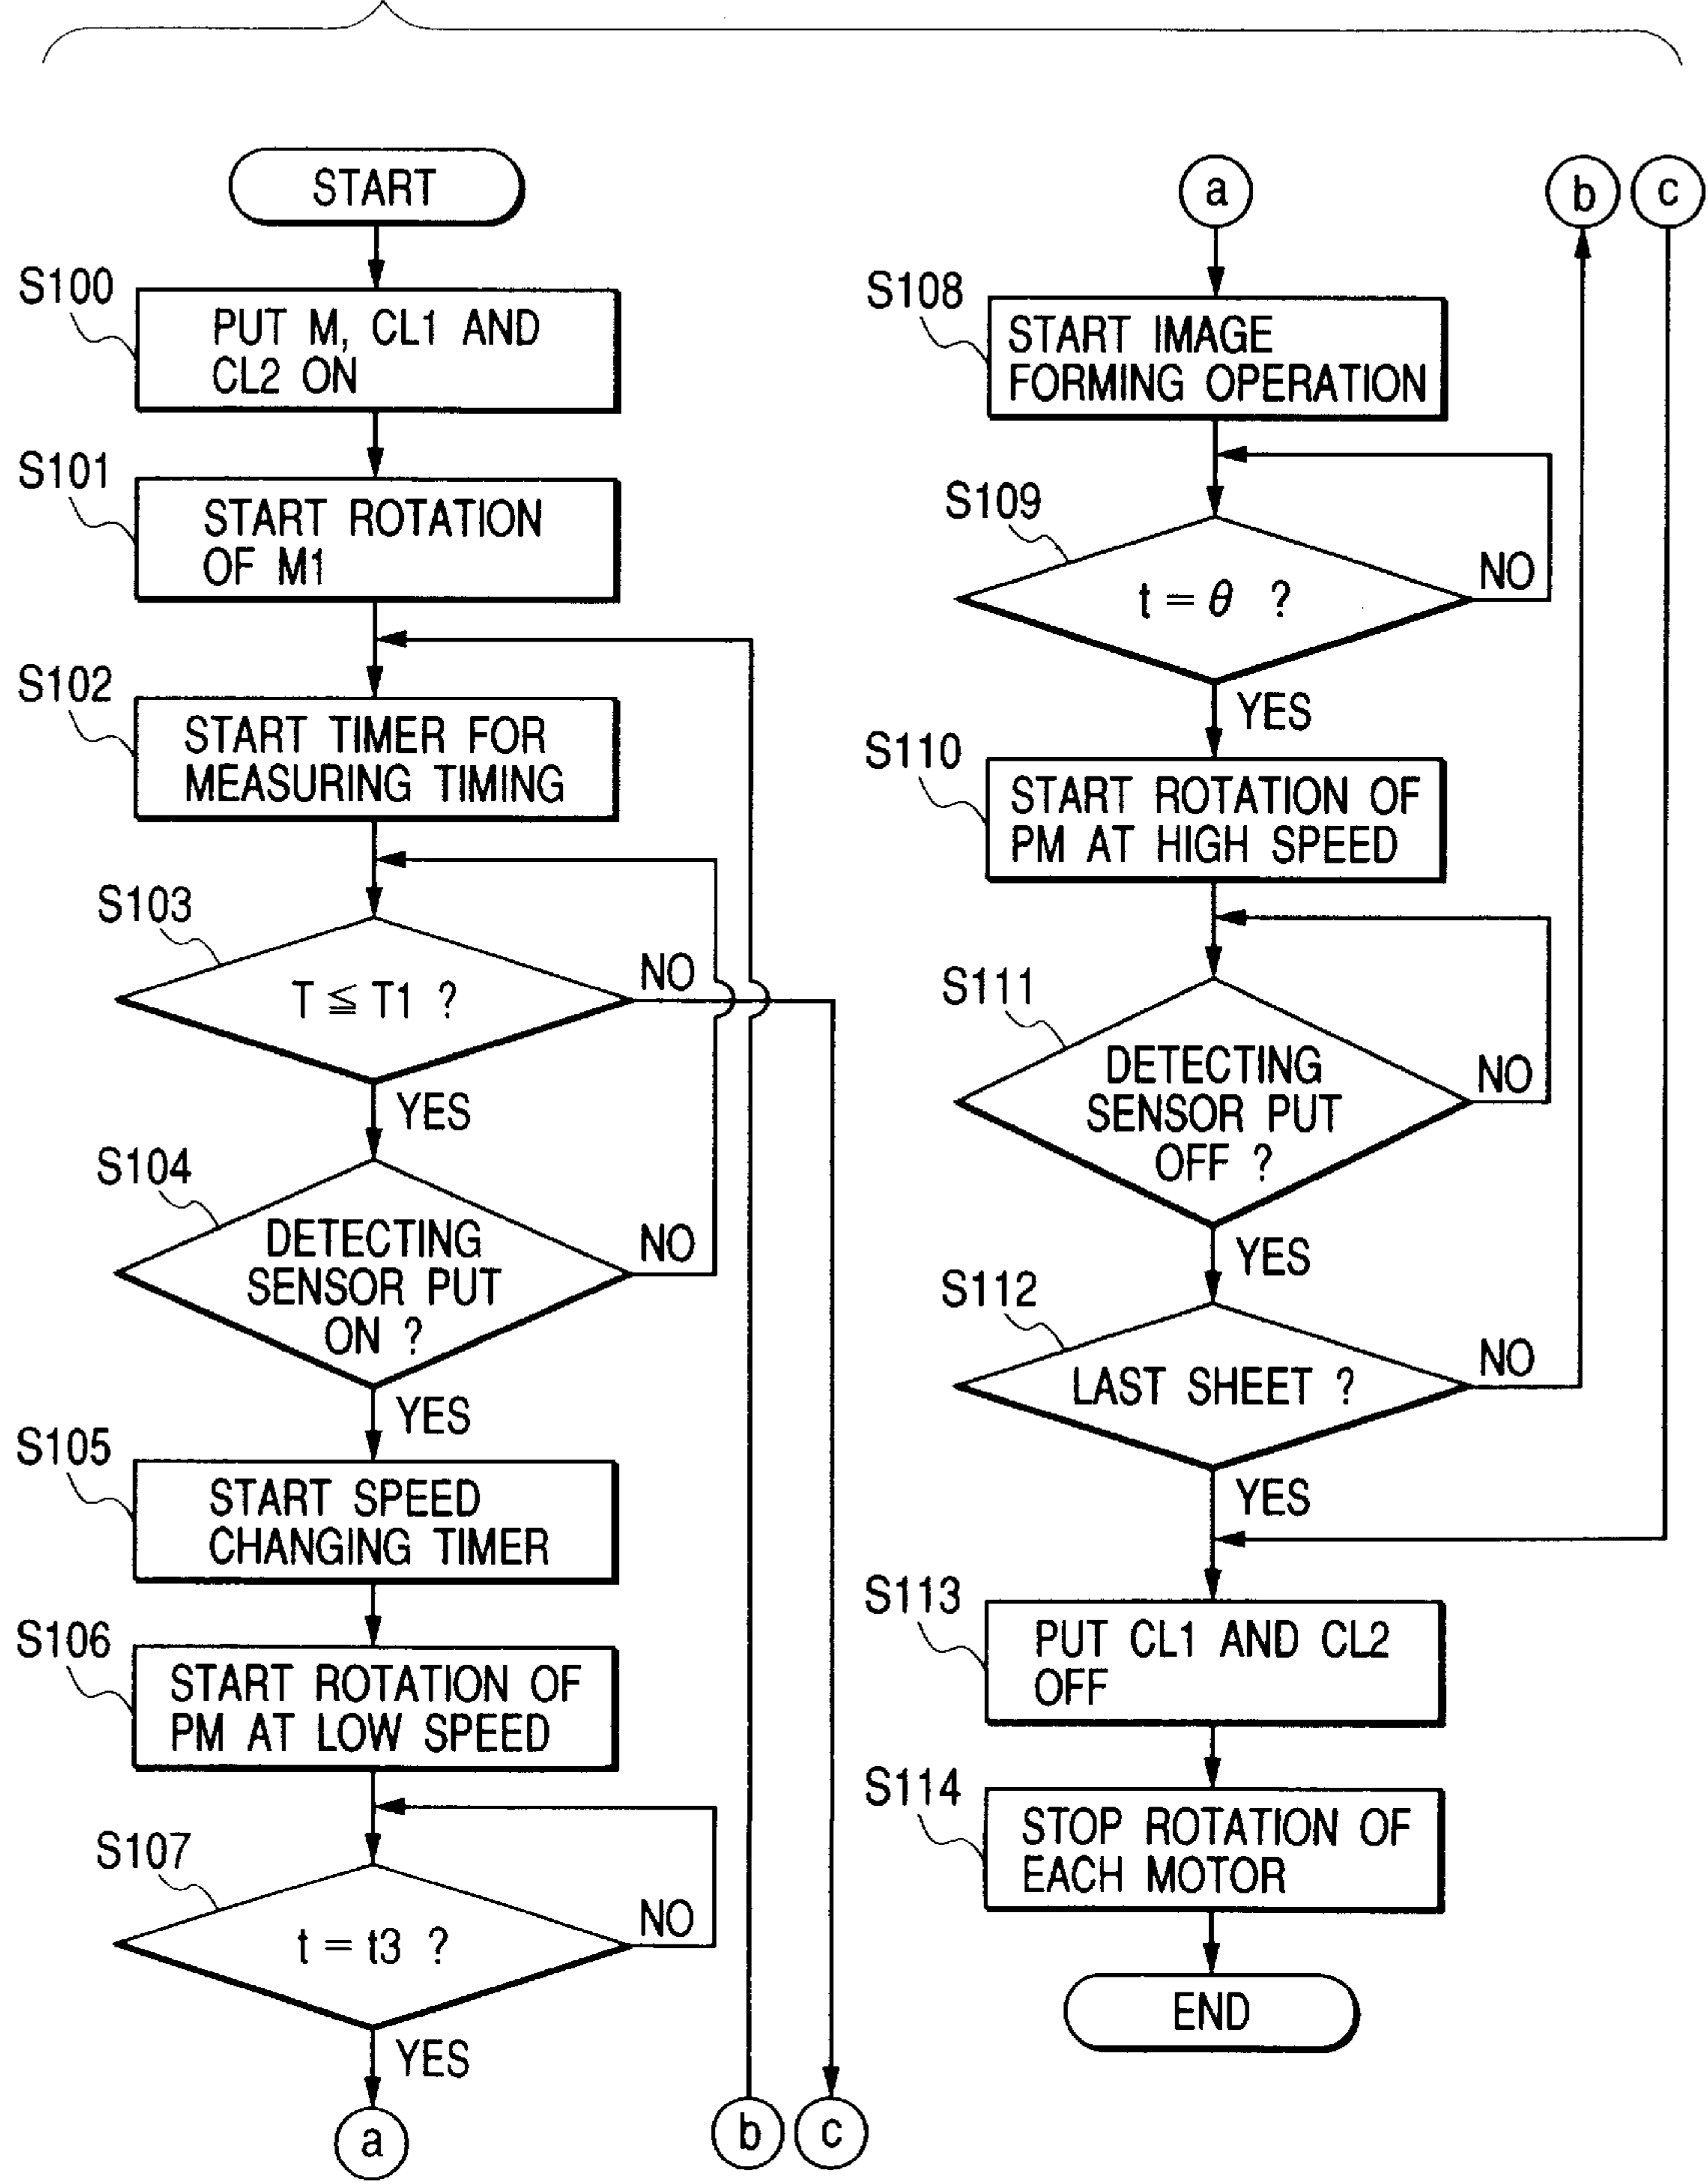 START
S100
PUT M, CL1 AND
CL2 ON
S101
START ROTATION
OF M1
S102
START TIMER FOR
MEASURING TIMING
S103
T ≦ T1 ?
NO
YES
S104
DETECTING
SENSOR PUT
ON ?
NO
YES
S105
START SPEED
CHANGING TIMER
S106
START ROTATION OF
PM AT LOW SPEED
S107
t = t3 ?
NO
YES
a
b
c
a
b
c
S108
START IMAGE
FORMING OPERATION
S109
t = θ ?
NO
YES
S110
START ROTATION OF
PM AT HIGH SPEED
S111
DETECTING
SENSOR PUT
OFF ?
NO
YES
S112
LAST SHEET ?
NO
YES
S113
PUT CL1 AND CL2
OFF
S114
STOP ROTATION OF
EACH MOTOR
END